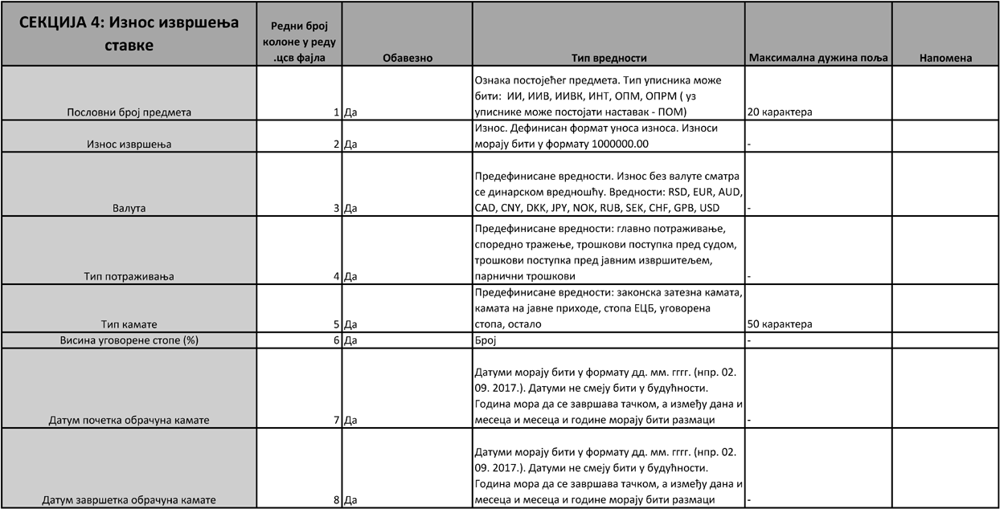 СЕКЦИЈА 4: Износ извршења
ставке
Редни број
колоне у реду
.цсв фајла
Обавезно
Тип вредности
Максимална дужина поља
Напомена
Пословни број предмета
1
Да
Ознака постојећег предмета. Тип уписника може
бити:  ИИ, ИИВ, ИИВК, ИНТ, ОПМ, ОПРМ ( уз
уписнике може постојати наставак - ПОМ)
20 карактера
Износ извршења
2
Да
Износ. Дефинисан формат уноса износа. Износи
морају бити у формату 1000000.00
-
Валута
3
Да
Предефинисане вредности. Износ без валуте сматра
се динарском вредношћу. Вредности: RSD, EUR, AUD,
CAD, CNY, DKK, JPY, NOK, RUB, SEK, CHF, GPB, USD
-
Тип потраживања
4
Да
Предефинисане вредности: главно потраживање,
споредно тражење, трошкови поступка пред судом,
трошкови поступка пред јавним извршитељем,
парнични трошкови
-
Тип камате
5
Да
Предефинисане вредности: законска затезна камата,
камата на јавне приходе, стопа ЕЦБ, уговорена
стопа, остало
50 карактера
Висина уговорене стопе (%)
6
Да
Број
-
Датум почетка обрачуна камате
7
Да
Датуми морају бити у формату дд. мм. гггг. (нпр. 02.
09. 2017.). Датуми не смеју бити у будућности.
Година мора да се завршава тачком, а између дана и
месеца и месеца и године морају бити размаци
-
Датум завршетка обрачуна камате
8
Да
Датуми морају бити у формату дд. мм. гггг. (нпр. 02.
09. 2017.). Датуми не смеју бити у будућности.
Година мора да се завршава тачком, а између дана и
месеца и месеца и године морају бити размаци
-